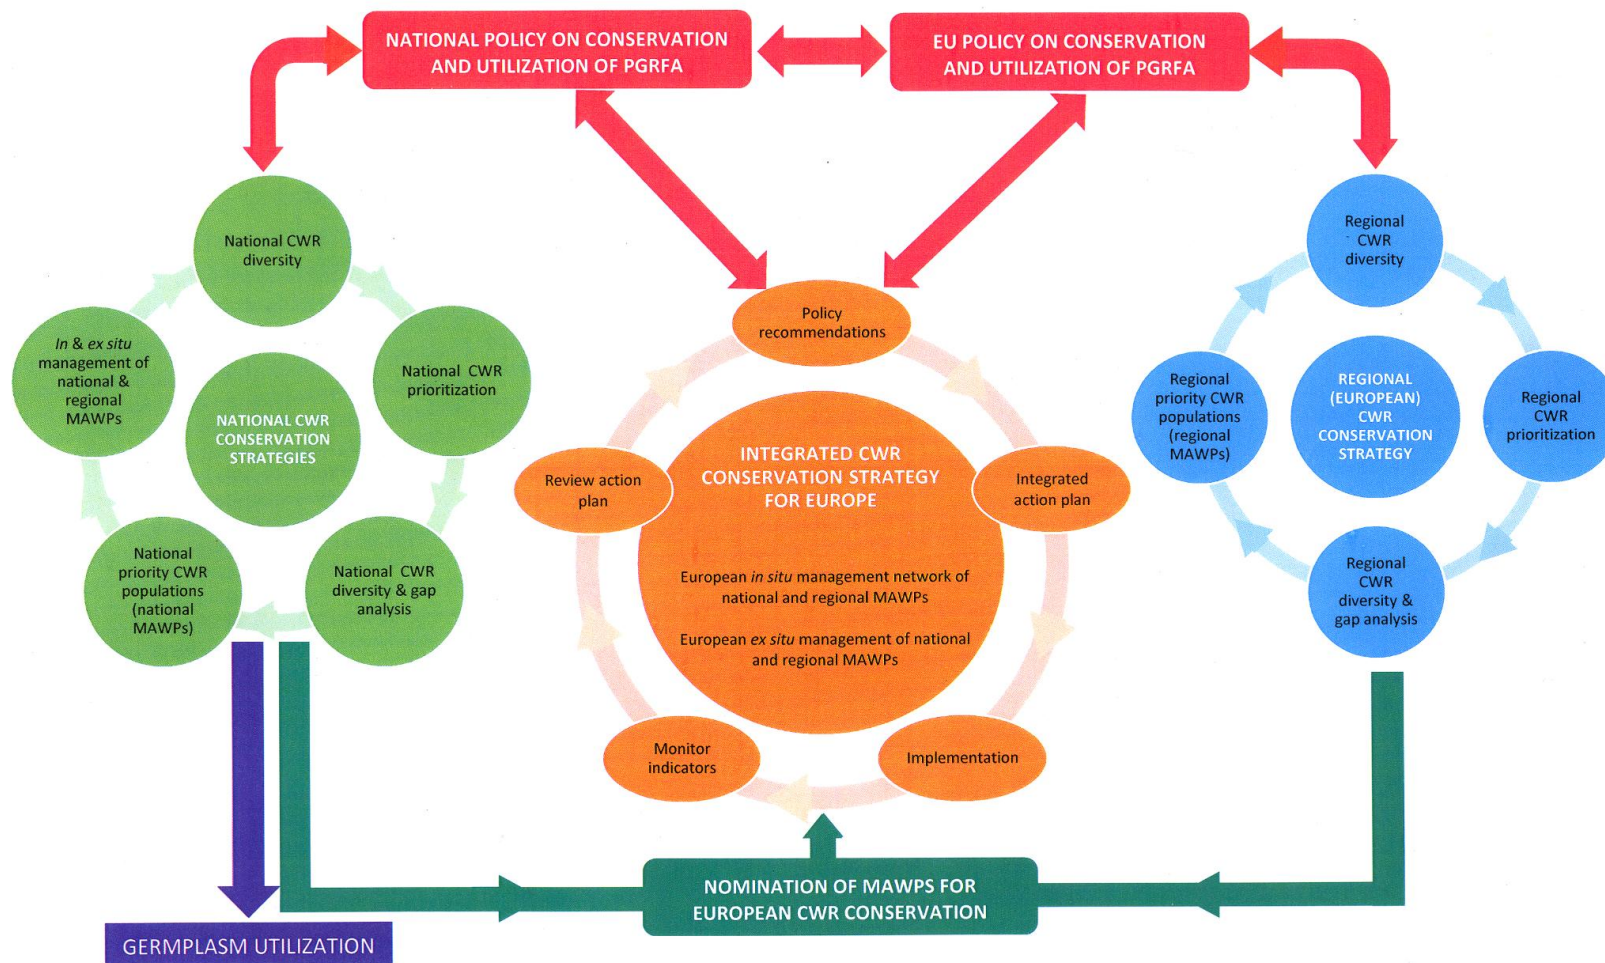 NATIONAL POLICY ON CONSERVATION
AND UTILIZATION OF PGRFA
EU POLICY ON CONSERVATION
AND UTILIZATION OF PGRFA
National CWR
diversity
National CWR
prioritization
National CWR
diversity & gap
analysis
National
priority CWR
populations
(national
MAWPs)
In & ex situ
management of
national &
regional
MAWPs
NATIONAL CWR
CONSERVATION
STRATEGIES
Policy
recommendations
Integrated
action plan
Implementation
Monitor
indicators
Review action
plan
INTEGRATED CWR
CONSERVATION STRATEGY
FOR EUROPE
European in situ management network of
national and regional MAWPs
European ex situ management of national
and regional MAWPs
Regional
CWR
diversity
Regional
CWR
prioritization
Regional
CWR
diversity &
gap analysis
Regional
priority CWR
populations
(regional
MAWPs)
REGIONAL
(EUROPEAN)
CWR
CONSERVATION
STRATEGY
NOMINATION OF MAWPS FOR
EUROPEAN CWR CONSERVATION
GERMPLASM UTILIZATION